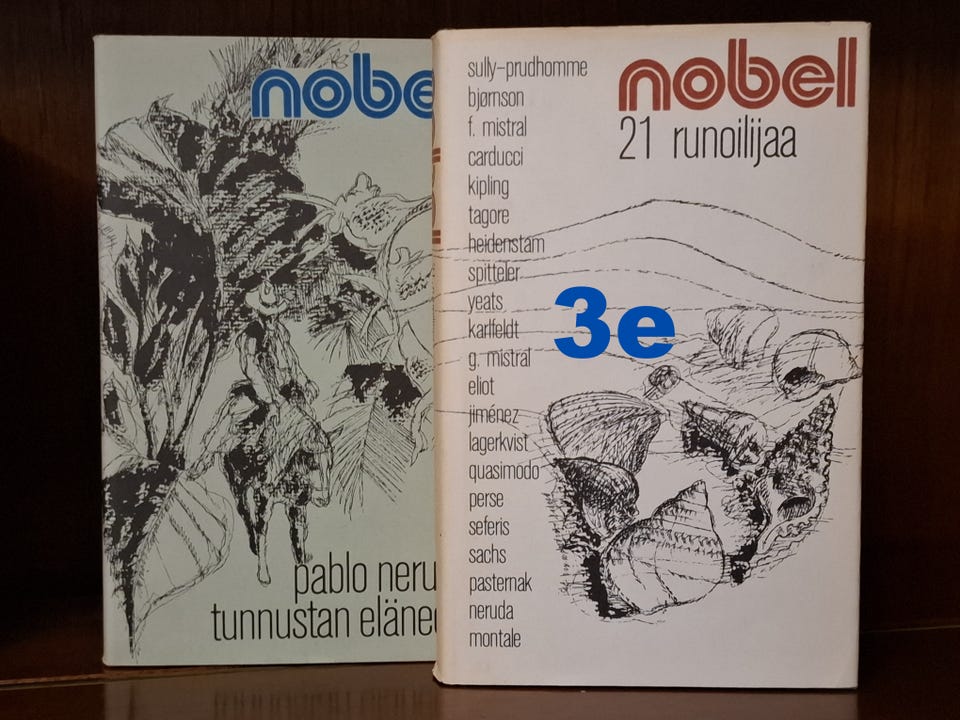 nobe
pablo neru
tunnustan eläne
nobel
21 runoilijaa
sully-prudhomme
bjørnson
f. mistral
carducci
kipling
tagore
heidenstam
spitteler
yeats
karlfeldt
g. mistral
eliot
jiménez
lagerkvist
quasimodo
perse
seferis
sachs
pasternak
neruda
montale
3e